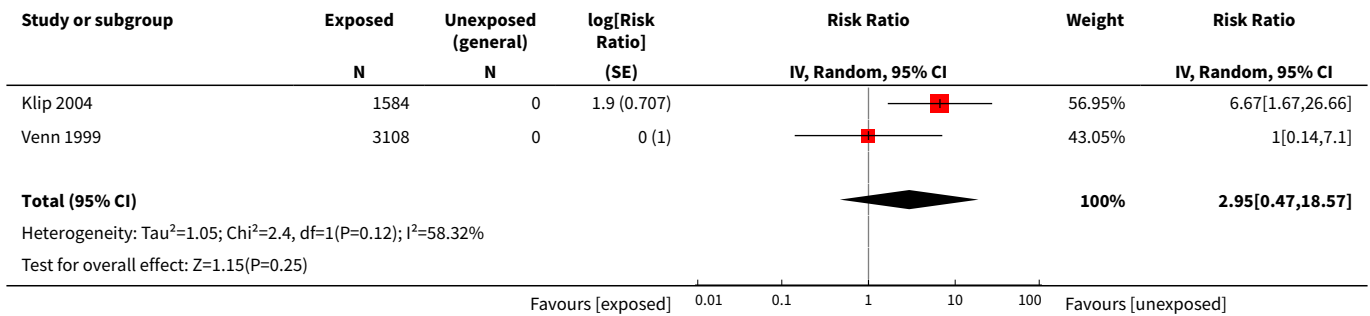 Study or subgroup Exposed Unexposed (general) log[Risk Ratio] Risk Ratio Weight Risk Ratio
N N (SE) IV, Random, 95% CI IV, Random, 95% CI
Klip 2004 1584 0 1.9 (0.707) 56.95% 6.67[1.67,26.66]
Venn 1999 3108 0 0 (1) 43.05% 1[0.14,7.1]
Total (95% CI) 100% 2.95[0.47,18.57]
Heterogeneity: Tau²=1.05; Chi²=2.4, df=1(P=0.12); I²=58.32%
Test for overall effect: Z=1.15(P=0.25)
Favours [exposed] 0.01 0.1 1 10 100 Favours [unexposed]